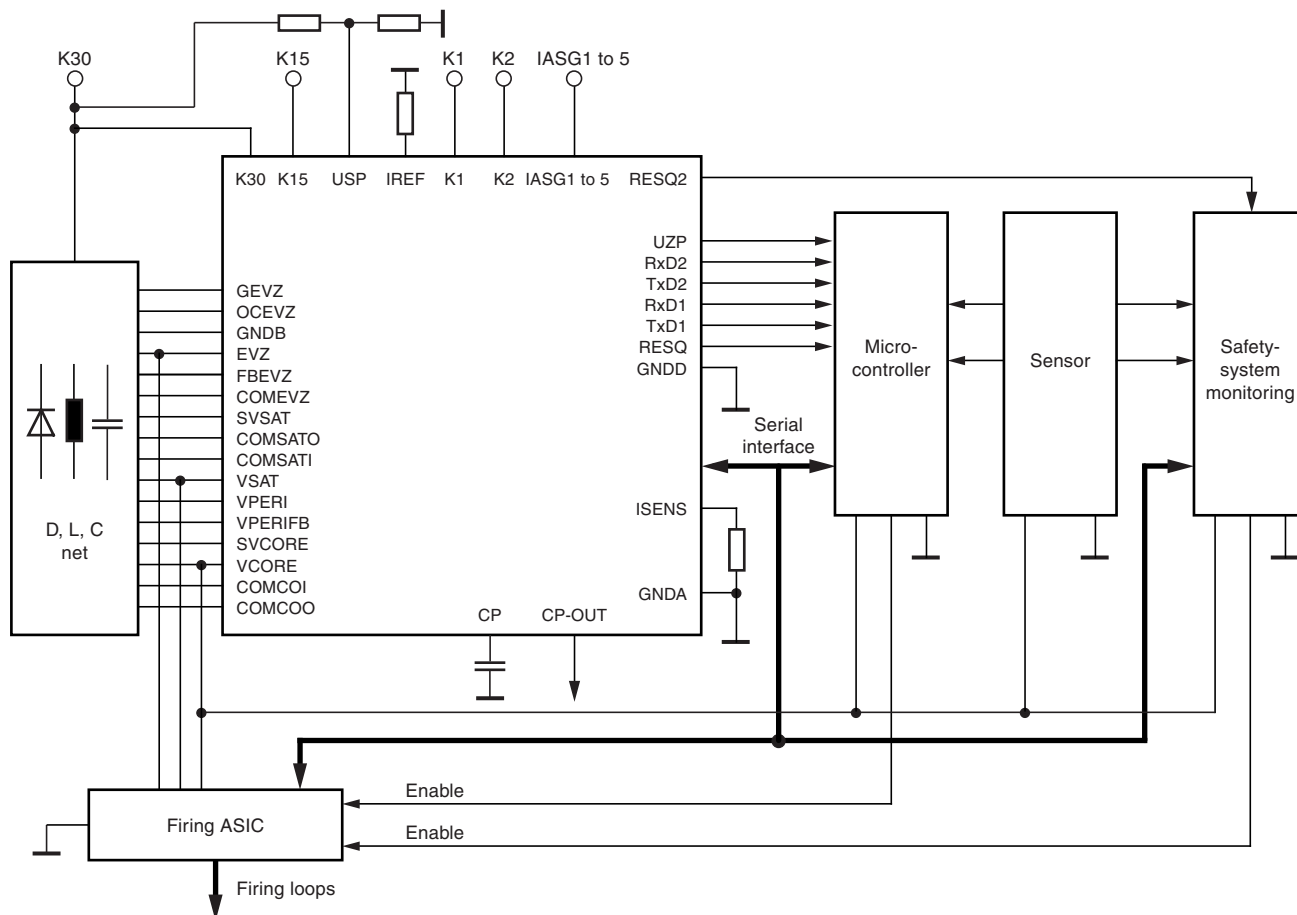 K30
K15
K1
K2
IASG1 to 5
K30
K15
USP
IREF
K1
K2
IASG1 to 5
RESQ2
UZP
RxD2
TxD2
RxD1
TxD1
RESQ
GNDD
Serial
interface
ISENS
GNDA
GEVZ
OCEVZ
GNDB
EVZ
FBEVZ
COMEVZ
SVSAT
COMSATO
COMSATI
VSAT
VPERI
VPERIFB
SVCORE
VCORE
COMCOI
COMCOO
CP
CP-OUT
D, L, C
net
Micro-
controller
Sensor
Safety-
system
monitoring
Enable
Enable
Firing ASIC
Firing loops